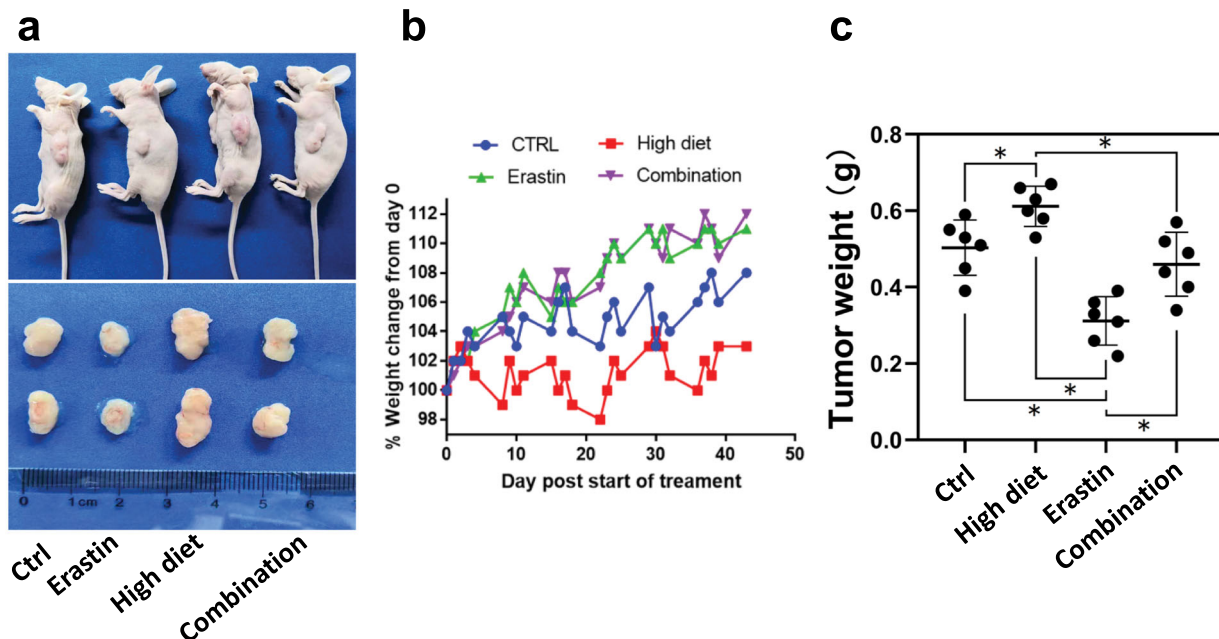 a
0 1cm 2 3 4 5 6
Ctrl
Erastin
High diet
Combination
b
CTRL
High diet
Erastin
Combination
% Weight change from day 0
112
110
108
106
104
102
100
98
0 10 20 30 40 50
Day post start of treament
c
Tumor weight (g)
0.8
0.6
0.4
0.2
0.0
*
*
*
*
*
Ctrl
High diet
Erastin
Combination